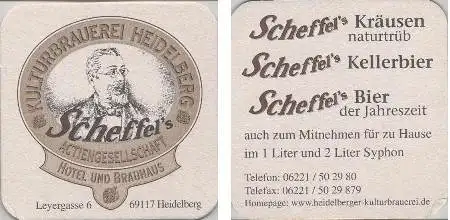 KULTURBRAUEREI HEIDELBERG
Scheffel's
ACTIENGESELLSCHAFT
HOTEL UND BRAUHAUS
Leyergasse 6 69117 Heidelberg
Scheffel's Kräusen
naturtrüb
Scheffel's Kellerbier
Scheffel's Bier
der Jahreszeit
auch zum Mitnehmen für zu Hause
im 1 Liter und 2 Liter Syphon
Telefon: 06221 / 50 29 80
Telefax: 06221 / 50 29 879
Homepage: www.heidelberger-kulturbrauerei.de